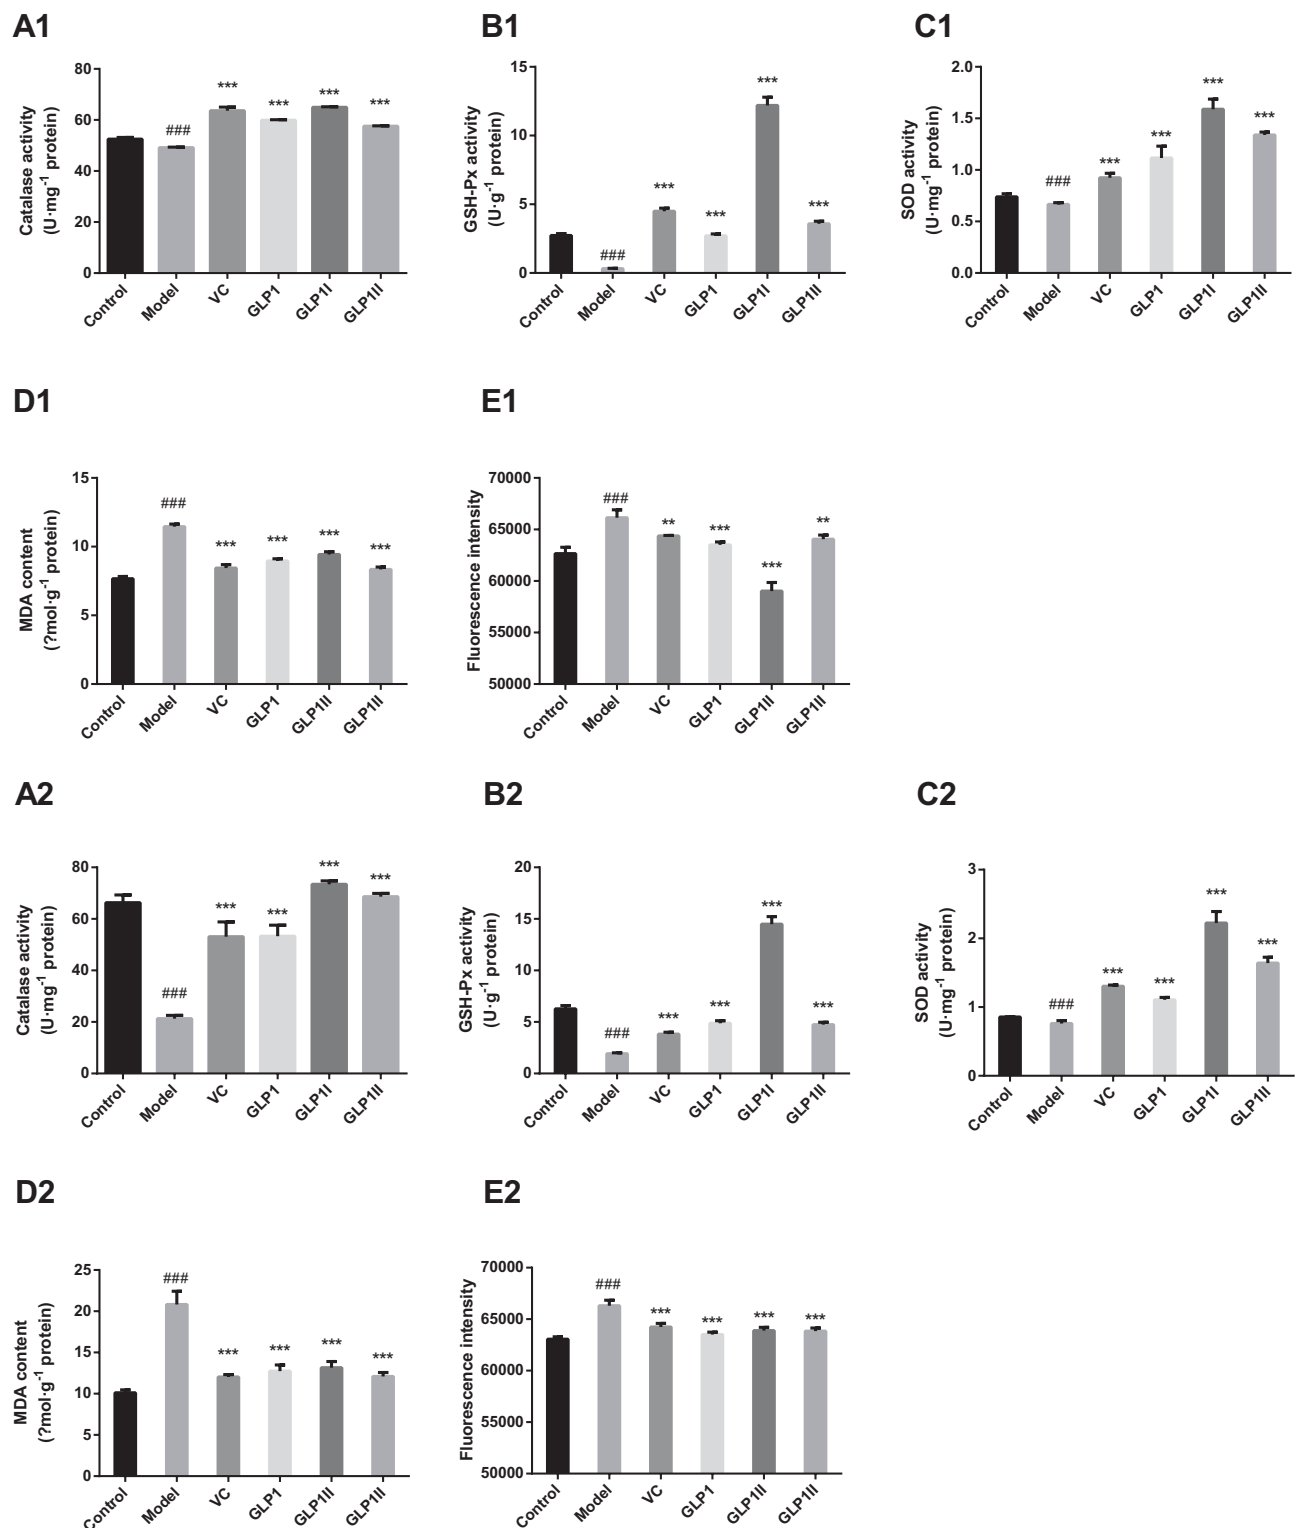 A1
B1
C1
Catalase activity
(U·mg-1 protein)
80
60
40
20
0
###
***
***
***
***
Control
Model
VC
GLP1
GLP1I
GLP1II
GSH-Px activity
(U·g-1 protein)
15
10
5
0
###
***
***
***
***
Control
Model
VC
GLP1
GLP1I
GLP1II
SOD activity
(U·mg-1 protein)
2.0
1.5
1.0
0.5
0.0
###
***
***
***
***
Control
Model
VC
GLP1
GLP1I
GLP1II
D1
E1
MDA content
(?mol·g-1 protein)
15
10
5
0
###
***
***
***
***
Control
Model
VC
GLP1
GLP1II
GLP1II
Fluorescence intensity
70000
65000
60000
55000
50000
###
**
***
***
**
Control
Model
VC
GLP1
GLP1II
GLP1II
A2
B2
C2
Catalase activity
(U·mg-1 protein)
80
60
40
20
0
###
***
***
***
***
Control
Model
VC
GLP1
GLP1I
GLP1II
GSH-Px activity
(U·g-1 protein)
20
15
10
5
0
###
***
***
***
***
Control
Model
VC
GLP1
GLP1I
GLP1II
SOD activity
(U·mg-1 protein)
3
2
1
0
###
***
***
***
***
Control
Model
VC
GLP1
GLP1I
GLP1II
D2
E2
MDA content
(?mol·g-1 protein)
25
20
15
10
5
0
###
***
***
***
***
Control
Model
VC
GLP1
GLP1II
GLP1II
Fluorescence intensity
70000
65000
60000
55000
50000
###
***
***
***
***
Control
Model
VC
GLP1
GLP1II
GLP1II